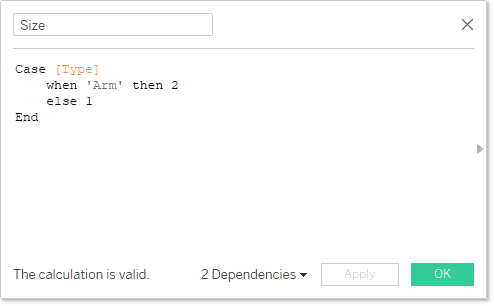 Size
Case [Type]
    when 'Arm' then 2
    else 1
End
The calculation is valid. 2 Dependencies Apply OK